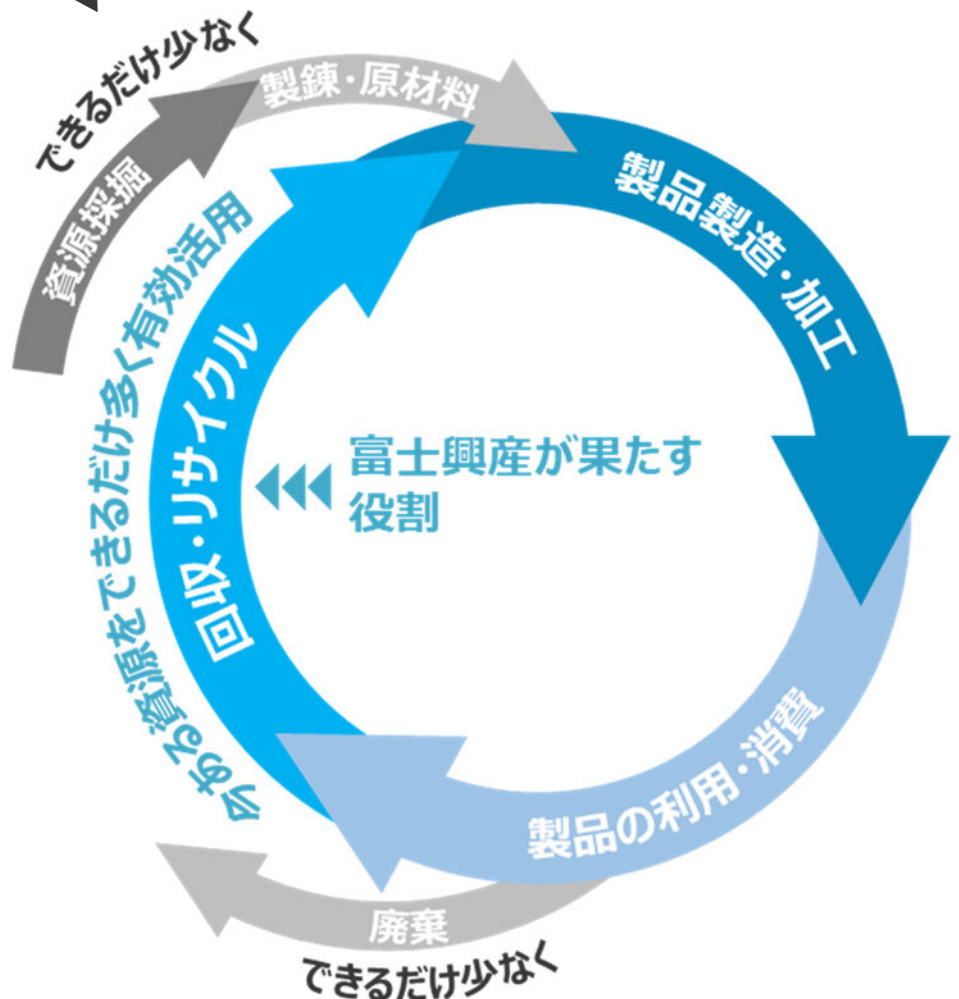 できるだけ少なく
製錬・原材料
資源採掘
製品製造・加工
今ある資源をできるだけ多く有効活用
回収・リサイクル
富士興産が果たす
役割
製品の利用・消費
廃棄
できるだけ少なく